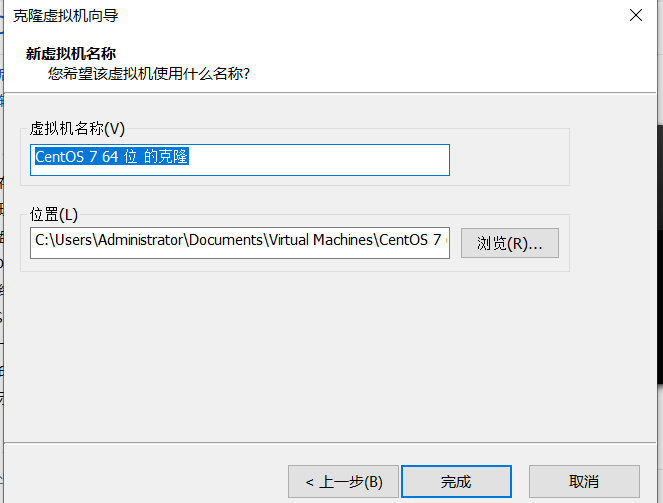 克隆虚拟机向导
新虚拟机名称
您希望该虚拟机使用什么名称?
虚拟机名称(V)
CentOS 7 64 位 的克隆
位置(L)
C:\Users\Administrator\Documents\Virtual Machines\CentOS 7
浏览(R)...
< 上一步(B)
完成
取消